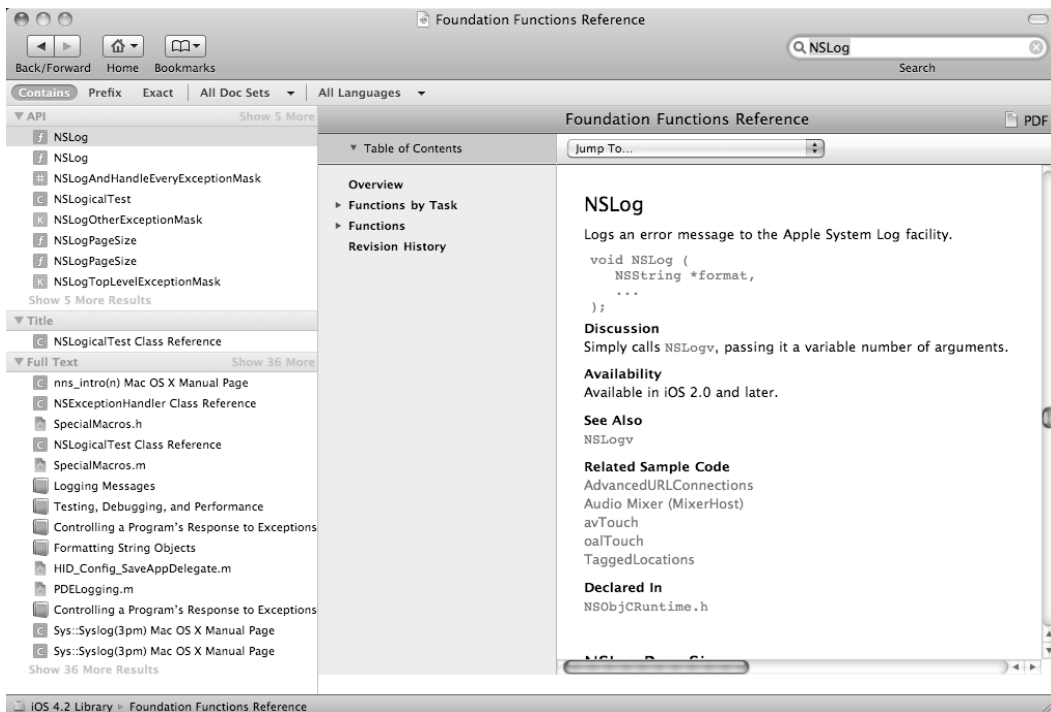 Foundation Functions Reference
NSLog
Back/Forward Home Bookmarks
Search
Contains Prefix Exact All Doc Sets All Languages
API Show 5 More
NSLog
NSLog
NSLogAndHandleEveryExceptionMask
NSLogicalTest
NSLogOtherExceptionMask
NSLogPageSize
NSLogPageSize
NSLogTopLevelExceptionMask
Show 5 More Results
Title
NSLogicalTest Class Reference
Full Text Show 36 More
nns_intro(n) Mac OS X Manual Page
NSExceptionHandler Class Reference
SpecialMacros.h
NSLogicalTest Class Reference
SpecialMacros.m
Logging Messages
Testing, Debugging, and Performance
Controlling a Program's Response to Exceptions
Formatting String Objects
HID_Config_SaveAppDelegate.m
PDELogging.m
Controlling a Program's Response to Exceptions
Sys::Syslog(3pm) Mac OS X Manual Page
Sys::Syslog(3pm) Mac OS X Manual Page
Show 36 More Results
Foundation Functions Reference
PDF
Table of Contents
Jump To...
Overview
Functions by Task
Functions
Revision History
NSLog
Logs an error message to the Apple System Log facility.
void NSLog (
NSString *format,
...
);
Discussion
Simply calls NSLogv, passing it a variable number of arguments.
Availability
Available in iOS 2.0 and later.
See Also
NSLogv
Related Sample Code
AdvancedURLConnections
Audio Mixer (MixerHost)
avTouch
oalTouch
TaggedLocations
Declared In
NSObjCRuntime.h
iOS 4.2 Library Foundation Functions Reference